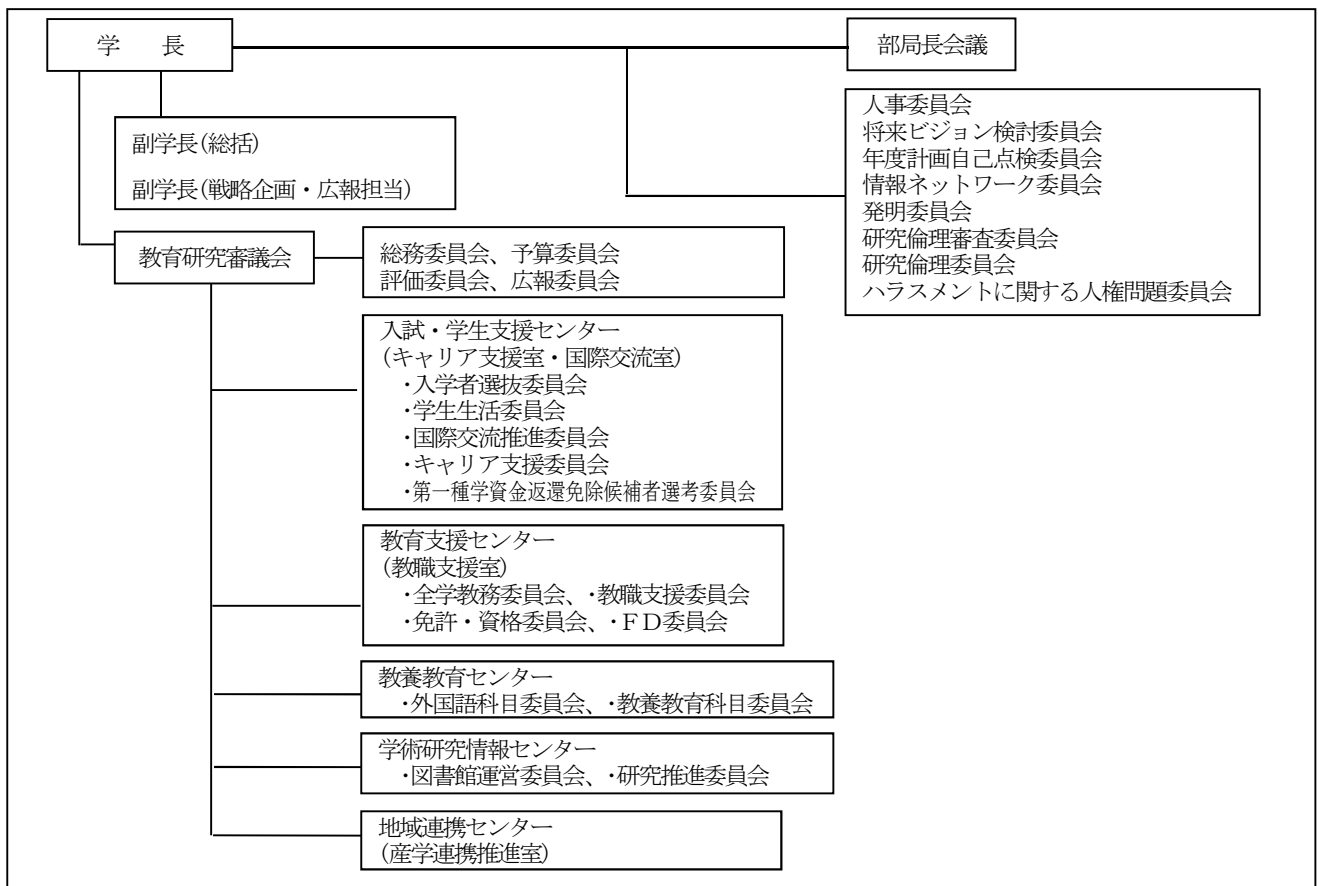 学　長
部局長会議
人事委員会
将来ビジョン検討委員会
年度計画自己点検委員会
情報ネットワーク委員会
発明委員会
研究倫理審査委員会
研究倫理委員会
ハラスメントに関する人権問題委員会
副学長(総括)
副学長(戦略企画・広報担当)
教育研究審議会
総務委員会、予算委員会
評価委員会、広報委員会
入試・学生支援センター
(キャリア支援室・国際交流室)
・入学者選抜委員会
・学生生活委員会
・国際交流推進委員会
・キャリア支援委員会
・第一種学資金返還免除候補者選考委員会
教育支援センター
(教職支援室)
・全学教務委員会、・教職支援委員会
・免許・資格委員会、・ＦＤ委員会
教養教育センター
・外国語科目委員会、・教養教育科目委員会
学術研究情報センター
・図書館運営委員会、・研究推進委員会
地域連携センター
(産学連携推進室)